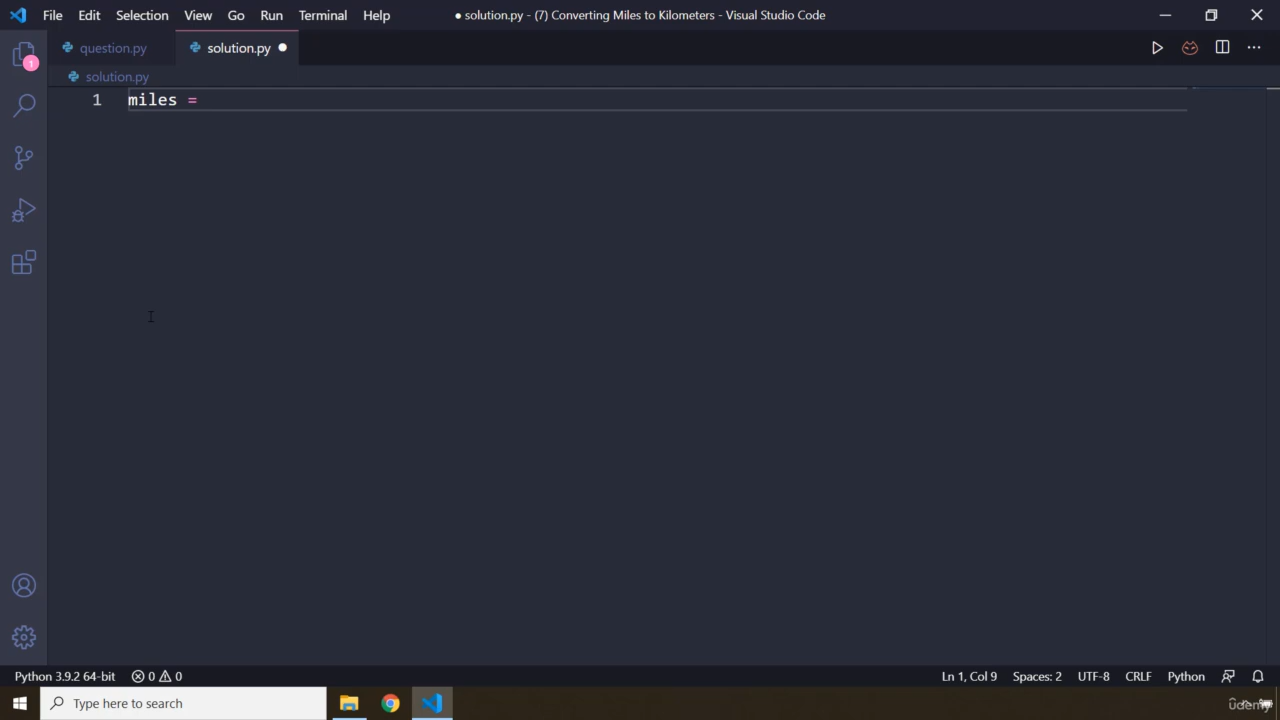 File Edit Selection View Go Run Terminal Help ● solution.py - (7) Converting Miles to Kilometers - Visual Studio Code
question.py solution.py
1
solution.py
1 miles =
Python 3.9.2 64-bit 0 0 Ln 1, Col 9 Spaces: 2 UTF-8 CRLF Python
Type here to search
udemy